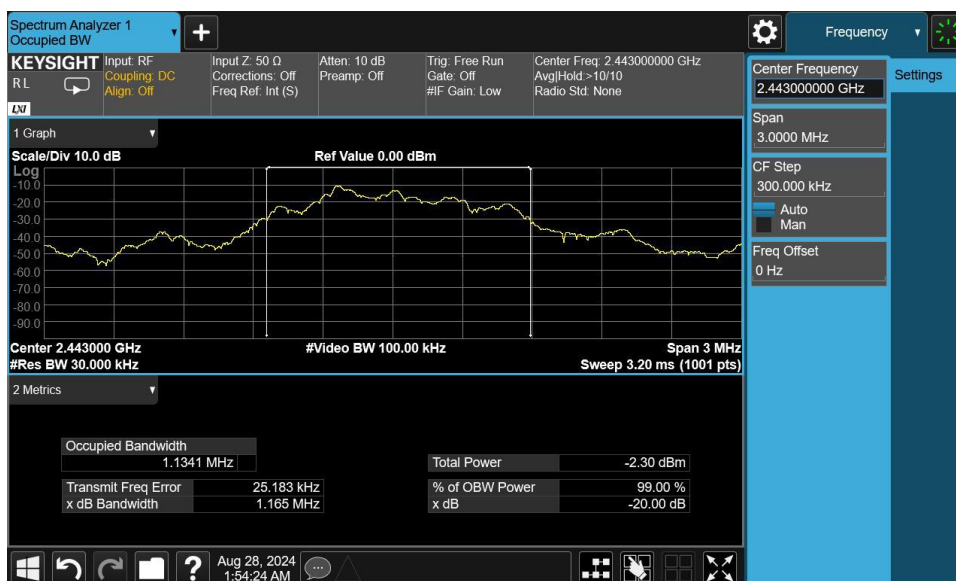 Spectrum Analyzer 1
Occupied BW
+
Frequency
KEYSIGHT
RL
LXI
Input: RF
Coupling: DC
Align: Off
Input Z: 50 Ω
Corrections: Off
Freq Ref: Int (S)
Atten: 10 dB
Preamp: Off
Trig: Free Run
Gate: Off
#IF Gain: Low
Center Freq: 2.443000000 GHz
Avg|Hold:>10/10
Radio Std: None
Center Frequency
2.443000000 GHz
Settings
Span
3.0000 MHz
CF Step
300.000 kHz
Auto
Man
Freq Offset
0 Hz
1 Graph
Scale/Div 10.0 dB
Ref Value 0.00 dBm
Log
-10.0
-20.0
-30.0
-40.0
-50.0
-60.0
-70.0
-80.0
-90.0
Center 2.443000 GHz
#Video BW 100.00 kHz
Span 3 MHz
#Res BW 30.000 kHz
Sweep 3.20 ms (1001 pts)
2 Metrics
Occupied Bandwidth
1.1341 MHz
Total Power -2.30 dBm
Transmit Freq Error 25.183 kHz
% of OBW Power 99.00 %
x dB Bandwidth 1.165 MHz
x dB -20.00 dB
?
Aug 28, 2024
1:54:24 AM